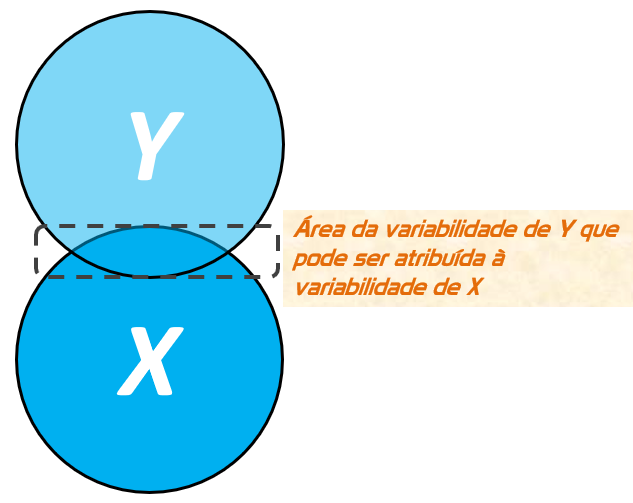 Y
Área da variabilidade de Y que
pode ser atribuída à
variabilidade de X
X